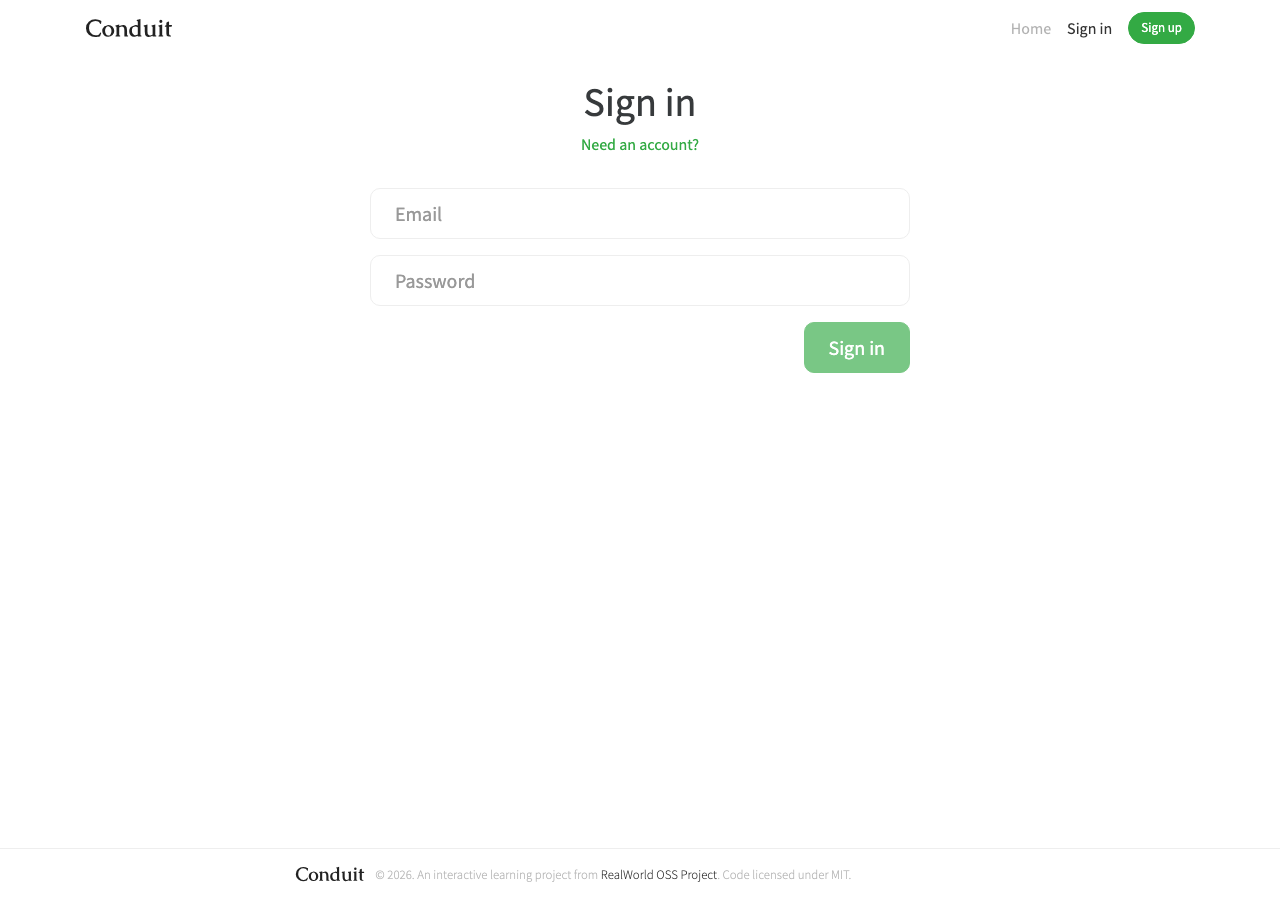 Conduit
Home Sign in Sign up
Sign in
Need an account?
Email
Password
Sign in
Conduit © 2026. An interactive learning project from RealWorld OSS Project. Code licensed under MIT.